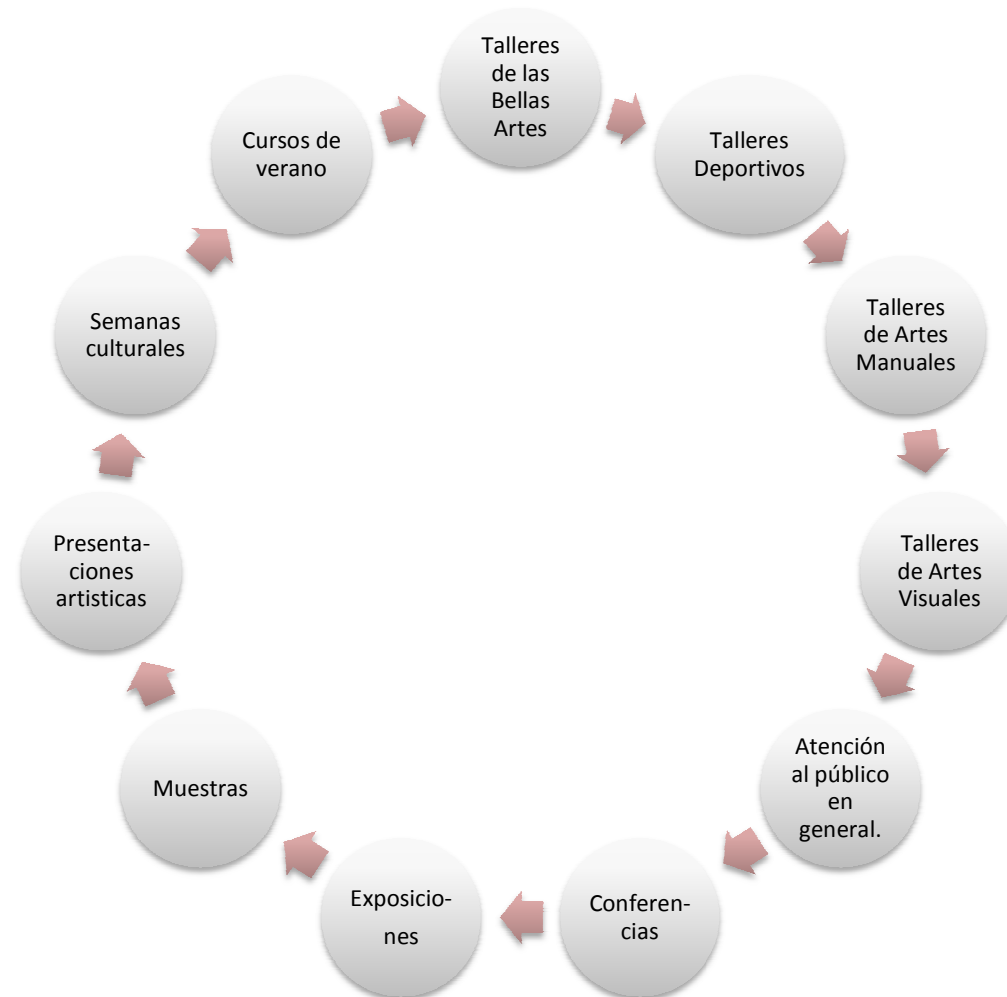 Talleres
de las
Bellas
Artes
Talleres
Deportivos
Talleres
de Artes
Manuales
Talleres
de Artes
Visuales
Atención
al público
en
general.
Conferen-
cias
Exposicio-
nes
Muestras
Presenta-
ciones
artisticas
Semanas
culturales
Cursos de
verano